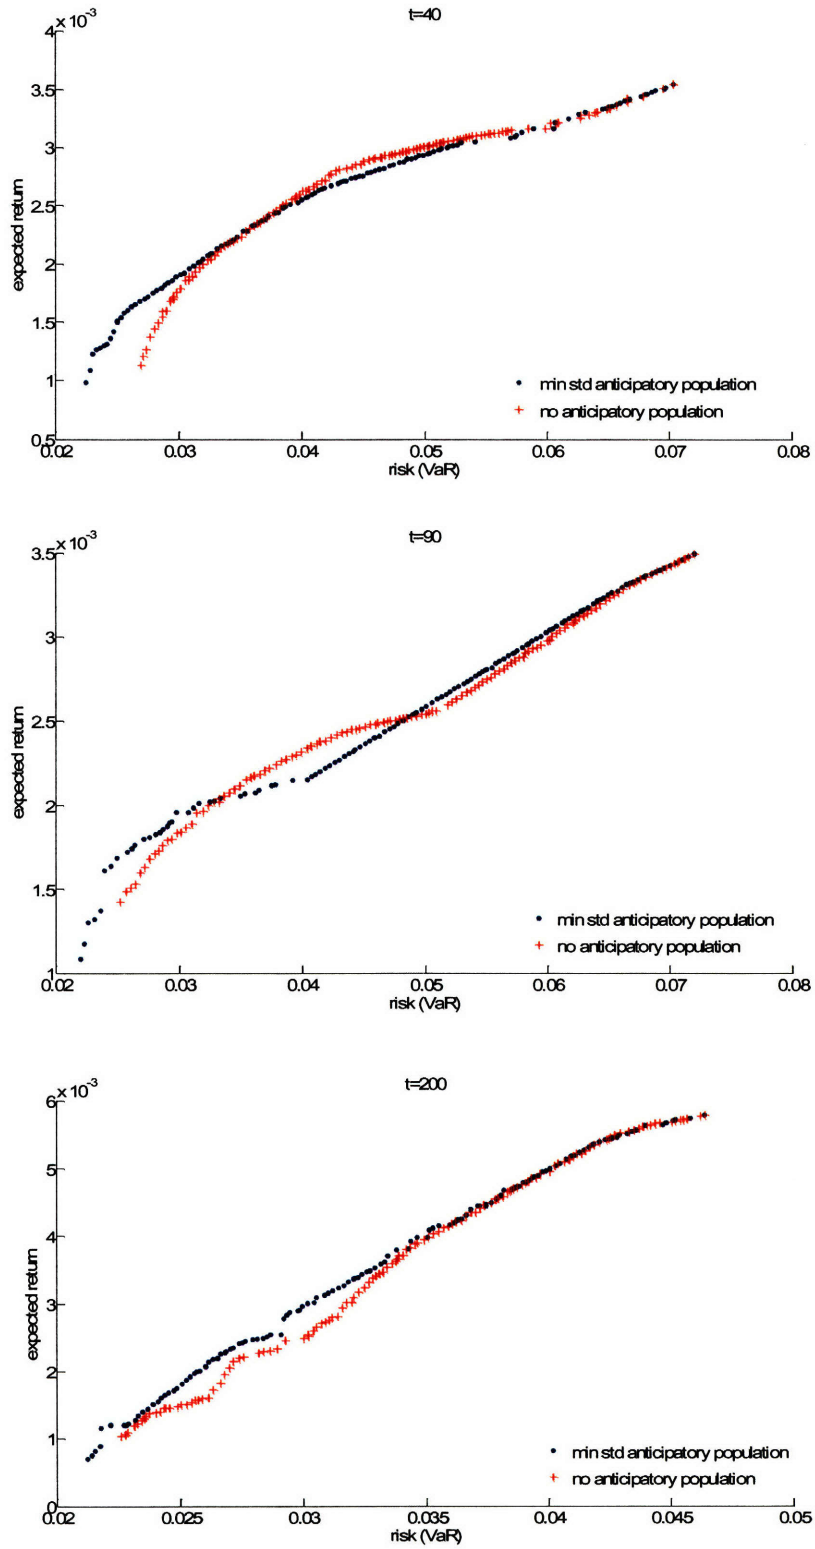 ×10⁻³
t=40
4
3.5
3
2.5
2
1.5
1
0.5
expected return
min std anticipatory population
no anticipatory population
0.02 0.03 0.04 0.05 0.06 0.07 0.08
risk (VaR)
×10⁻³
t=90
3.5
3
2.5
2
1.5
1
expected return
min std anticipatory population
no anticipatory population
0.02 0.03 0.04 0.05 0.06 0.07 0.08
risk (VaR)
×10⁻³
t=200
6
5
4
3
2
1
0
expected return
min std anticipatory population
no anticipatory population
0.02 0.025 0.03 0.035 0.04 0.045 0.05
risk (VaR)